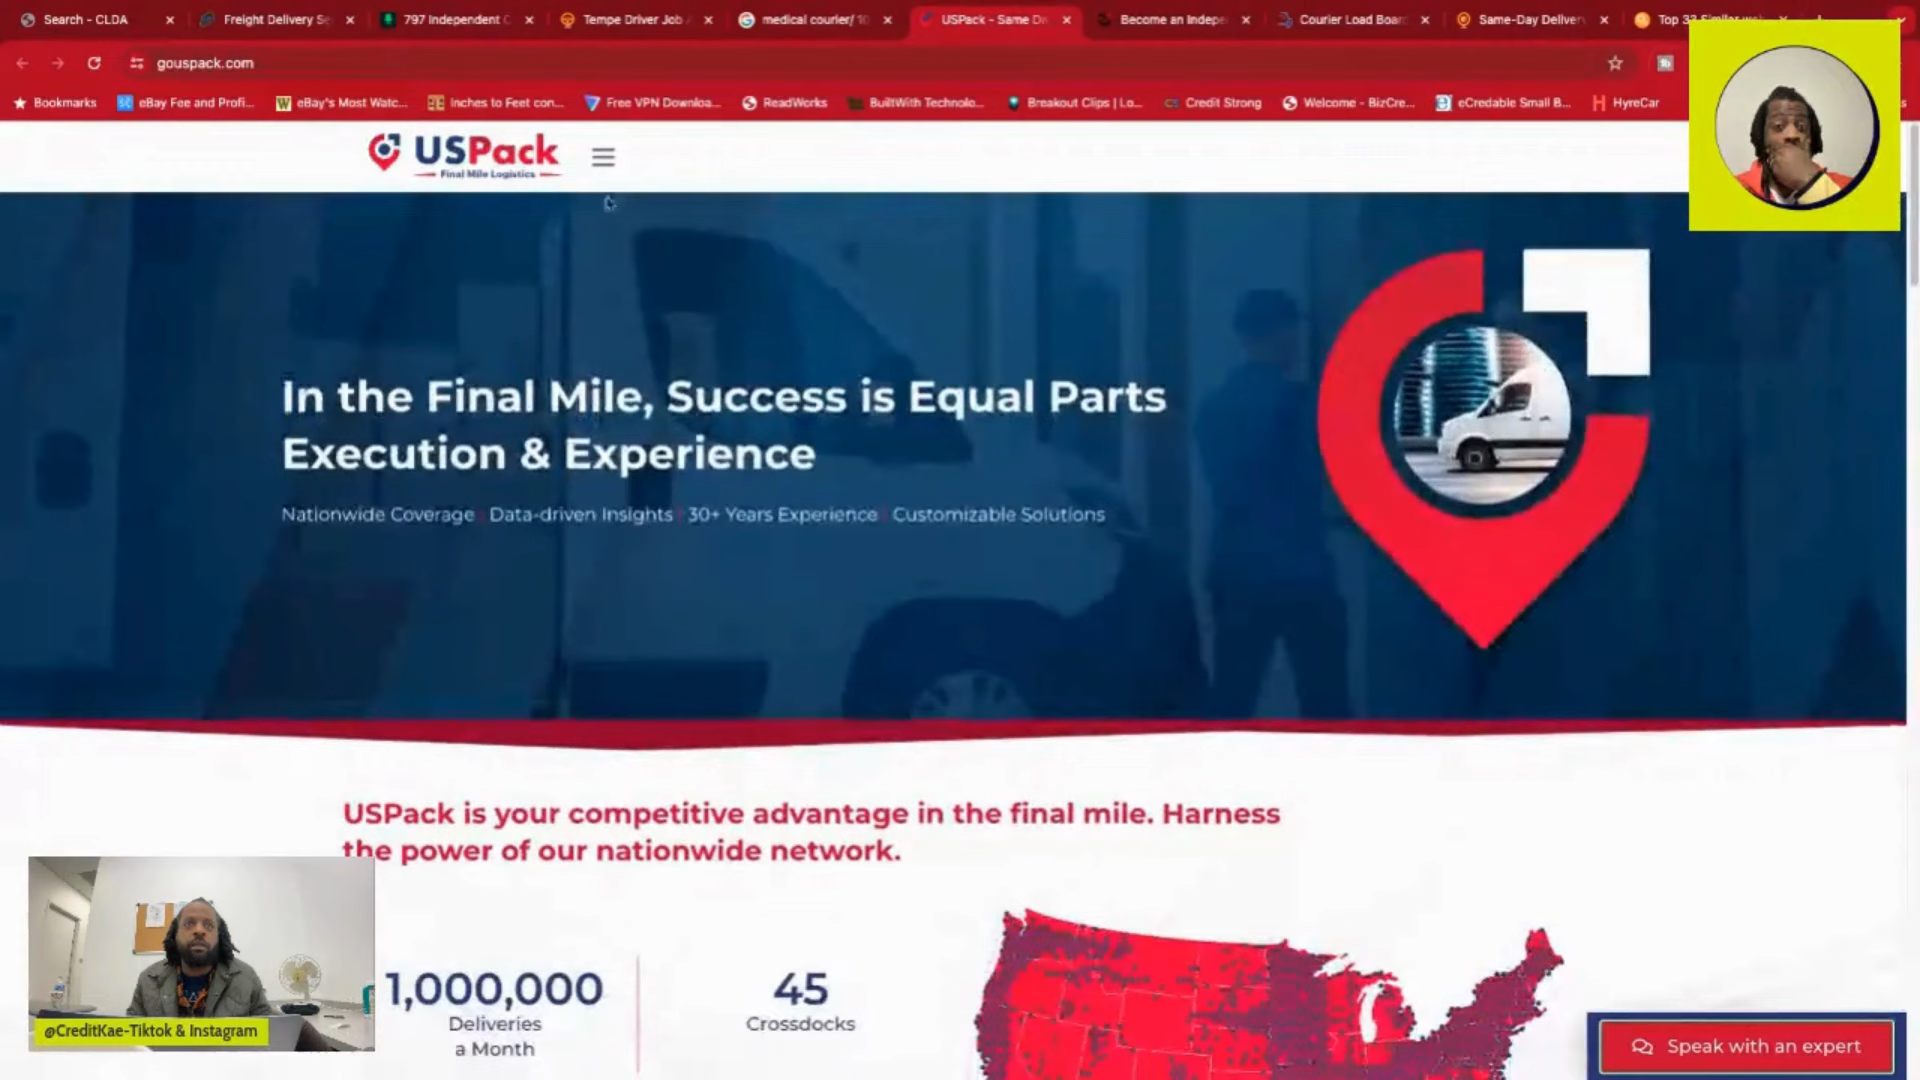 Search - CLDA
Freight Delivery Se
797 Independent C
Tempe Driver Job
medical courier/ 10
USPack - Same D
Become an Indepe
Courier Load Boar
Same-Day Deliver
gouspack.com
Bookmarks
eBay Fee and Profi...
eBay's Most Watc...
Inches to Feet con...
Free VPN Downloa...
ReadWorks
BuiltWith Technolo...
Breakout Clips | Lo...
Credit Strong
Welcome - BizCre...
eCredable Small B...
HyreCar
USPack
Final Mile Logistics
In the Final Mile, Success is Equal Parts
Execution & Experience
Nationwide Coverage | Data-driven Insights | 30+ Years Experience | Customizable Solutions
USPack is your competitive advantage in the final mile. Harness
the power of our nationwide network.
1,000,000
Deliveries
a Month
45
Crossdocks
@CreditKae-Tiktok & Instagram
Speak with an expert